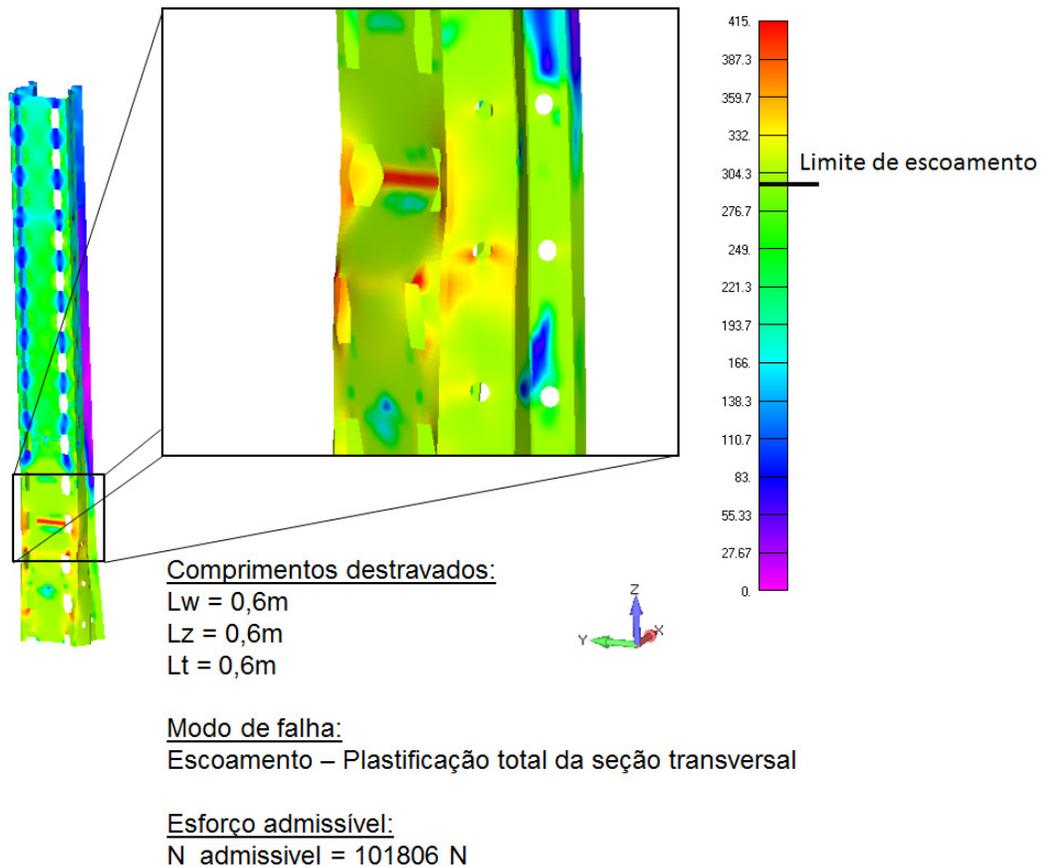 415.
387.3
359.7
332.
Limite de escoamento
304.3
276.7
249.
221.3
193.7
166.
138.3
110.7
83.
55.33
27.67
0.
Comprimentos destravados:
Lw = 0,6m
Lz = 0,6m
Lt = 0,6m
Z
Y
X
Modo de falha:
Escoamento – Plastificação total da seção transversal
Esforço admissível:
N_admissivel = 101806 N